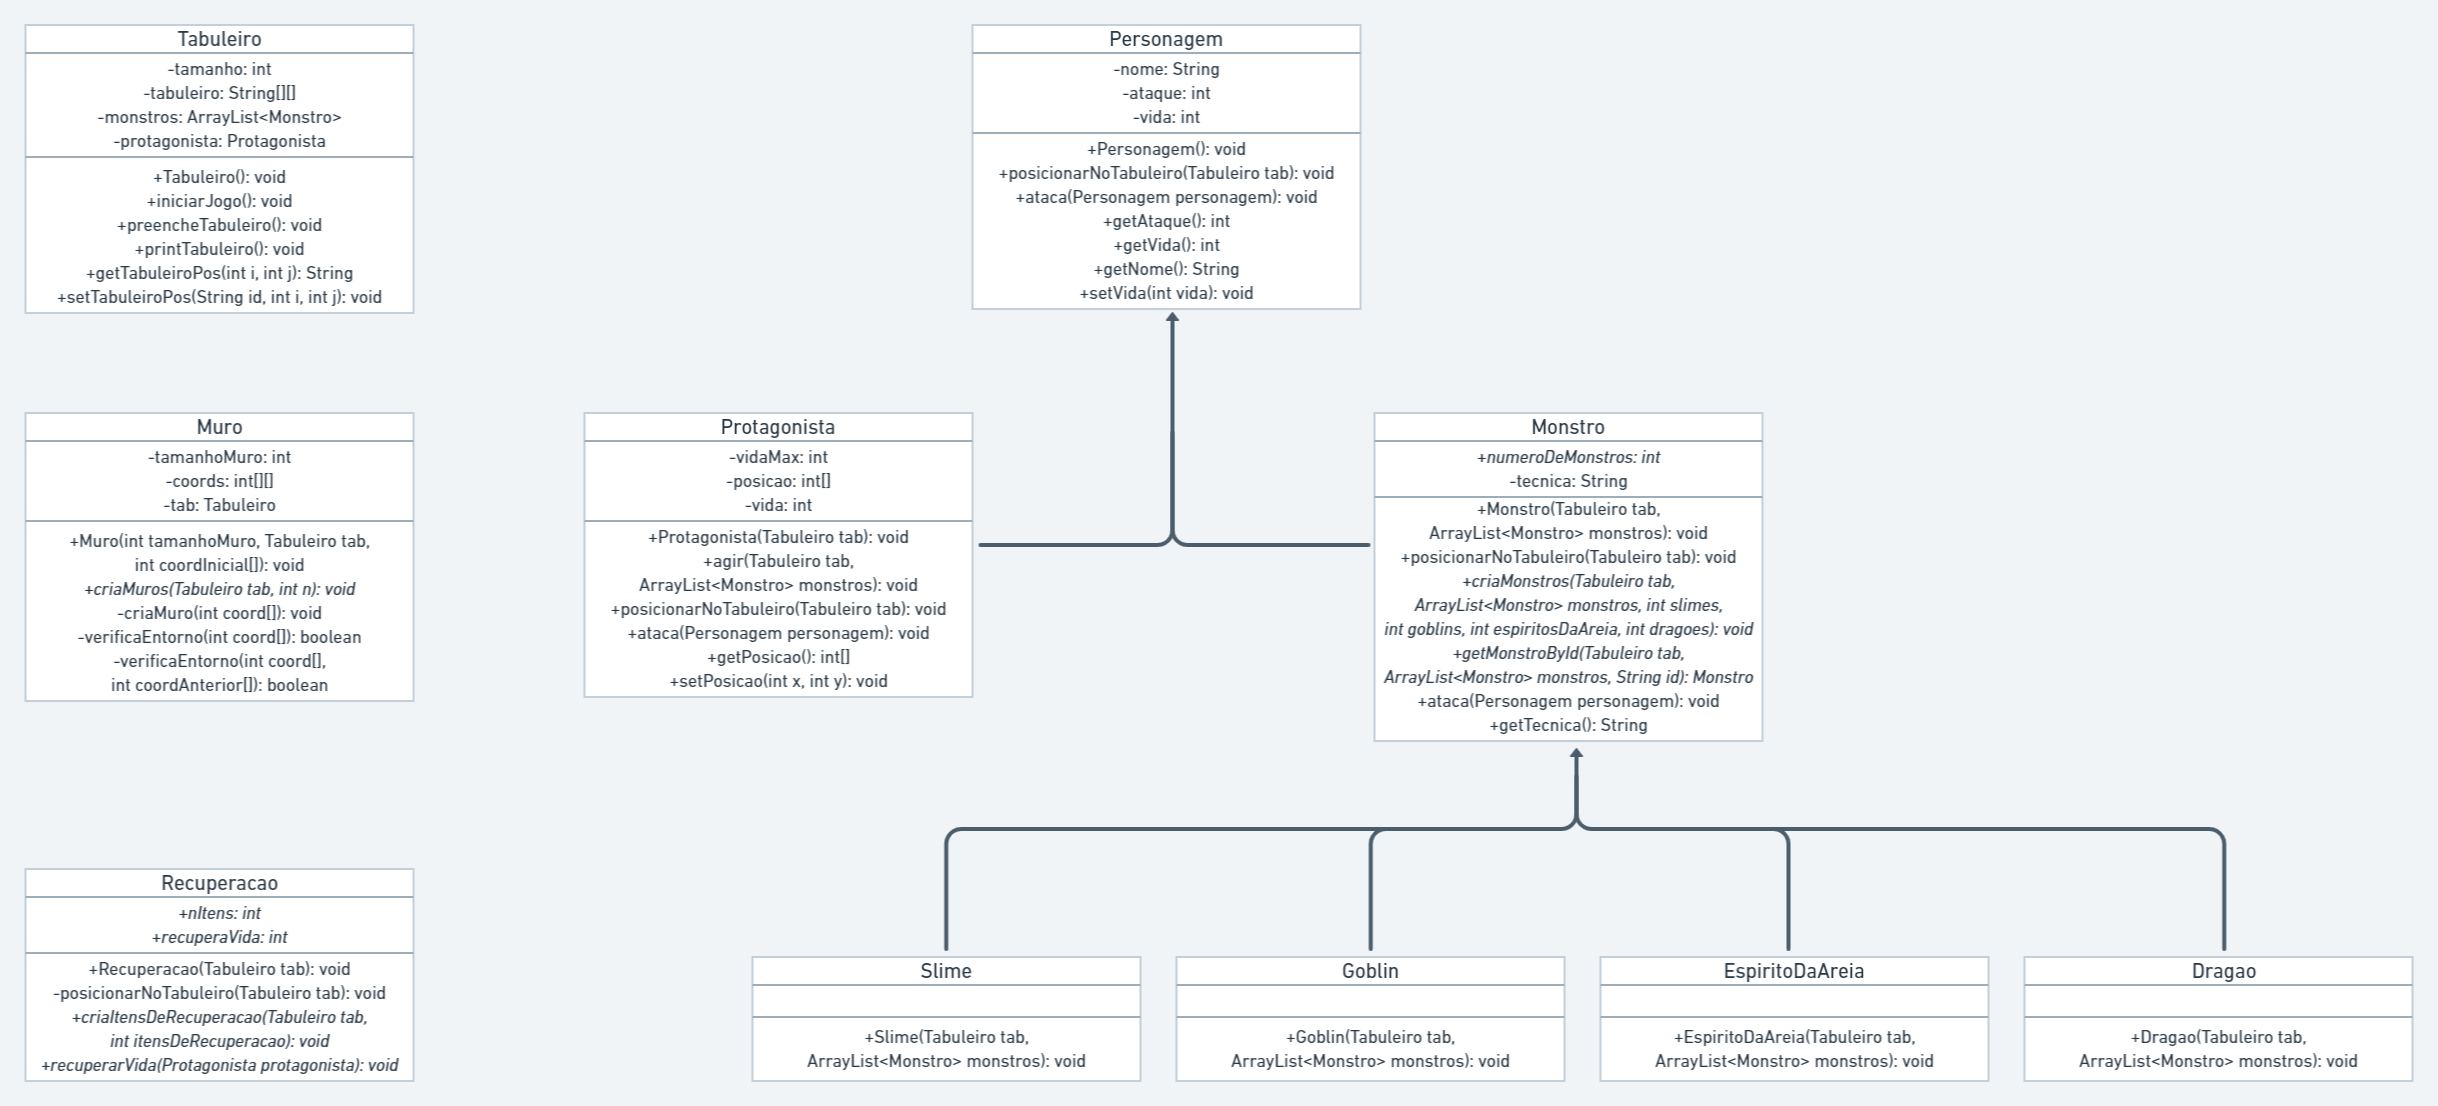 Tabuleiro
-tamanho: int
-tabuleiro: String[][]
-monstros: ArrayList<Monstro>
-protagonista: Protagonista
+Tabuleiro(): void
+iniciarJogo(): void
+preencheTabuleiro(): void
+printTabuleiro(): void
+getTabuleiroPos(int i, int j): String
+setTabuleiroPos(String id, int i, int j): void
Personagem
-nome: String
-ataque: int
-vida: int
+Personagem(): void
+posicionarNoTabuleiro(Tabuleiro tab): void
+ataca(Personagem personagem): void
+getAtaque(): int
+getVida(): int
+getNome(): String
+setVida(int vida): void
Muro
-tamanhoMuro: int
-coords: int[][]
-tab: Tabuleiro
+Muro(int tamanhoMuro, Tabuleiro tab,
int coordInicial[]): void
+criaMuros(Tabuleiro tab, int n): void
-criaMuro(int coord[]): void
-verificaEntorno(int coord[]): boolean
-verificaEntorno(int coord[],
int coordAnterior[]): boolean
Protagonista
-vidaMax: int
-posicao: int[]
-vida: int
+Protagonista(Tabuleiro tab): void
+agir(Tabuleiro tab,
ArrayList<Monstro> monstros): void
+posicionarNoTabuleiro(Tabuleiro tab): void
+ataca(Personagem personagem): void
+getPosicao(): int[]
+setPosicao(int x, int y): void
Monstro
+numeroDeMonstros: int
-tecnica: String
+Monstro(Tabuleiro tab,
ArrayList<Monstro> monstros): void
+posicionarNoTabuleiro(Tabuleiro tab): void
+criaMonstros(Tabuleiro tab,
ArrayList<Monstro> monstros, int slimes,
int goblins, int espiritosDaAreia, int dragoes): void
+getMonstroById(Tabuleiro tab,
ArrayList<Monstro> monstros, String id): Monstro
+ataca(Personagem personagem): void
+getTecnica(): String
Recuperacao
+nItens: int
+recuperaVida: int
+Recuperacao(Tabuleiro tab): void
-posicionarNoTabuleiro(Tabuleiro tab): void
+criaItensDeRecuperacao(Tabuleiro tab,
int itensDeRecuperacao): void
+recuperarVida(Protagonista protagonista): void
Slime
+Slime(Tabuleiro tab,
ArrayList<Monstro> monstros): void
Goblin
+Goblin(Tabuleiro tab,
ArrayList<Monstro> monstros): void
EspiritoDaAreia
+EspiritoDaAreia(Tabuleiro tab,
ArrayList<Monstro> monstros): void
Dragao
+Dragao(Tabuleiro tab,
ArrayList<Monstro> monstros): void